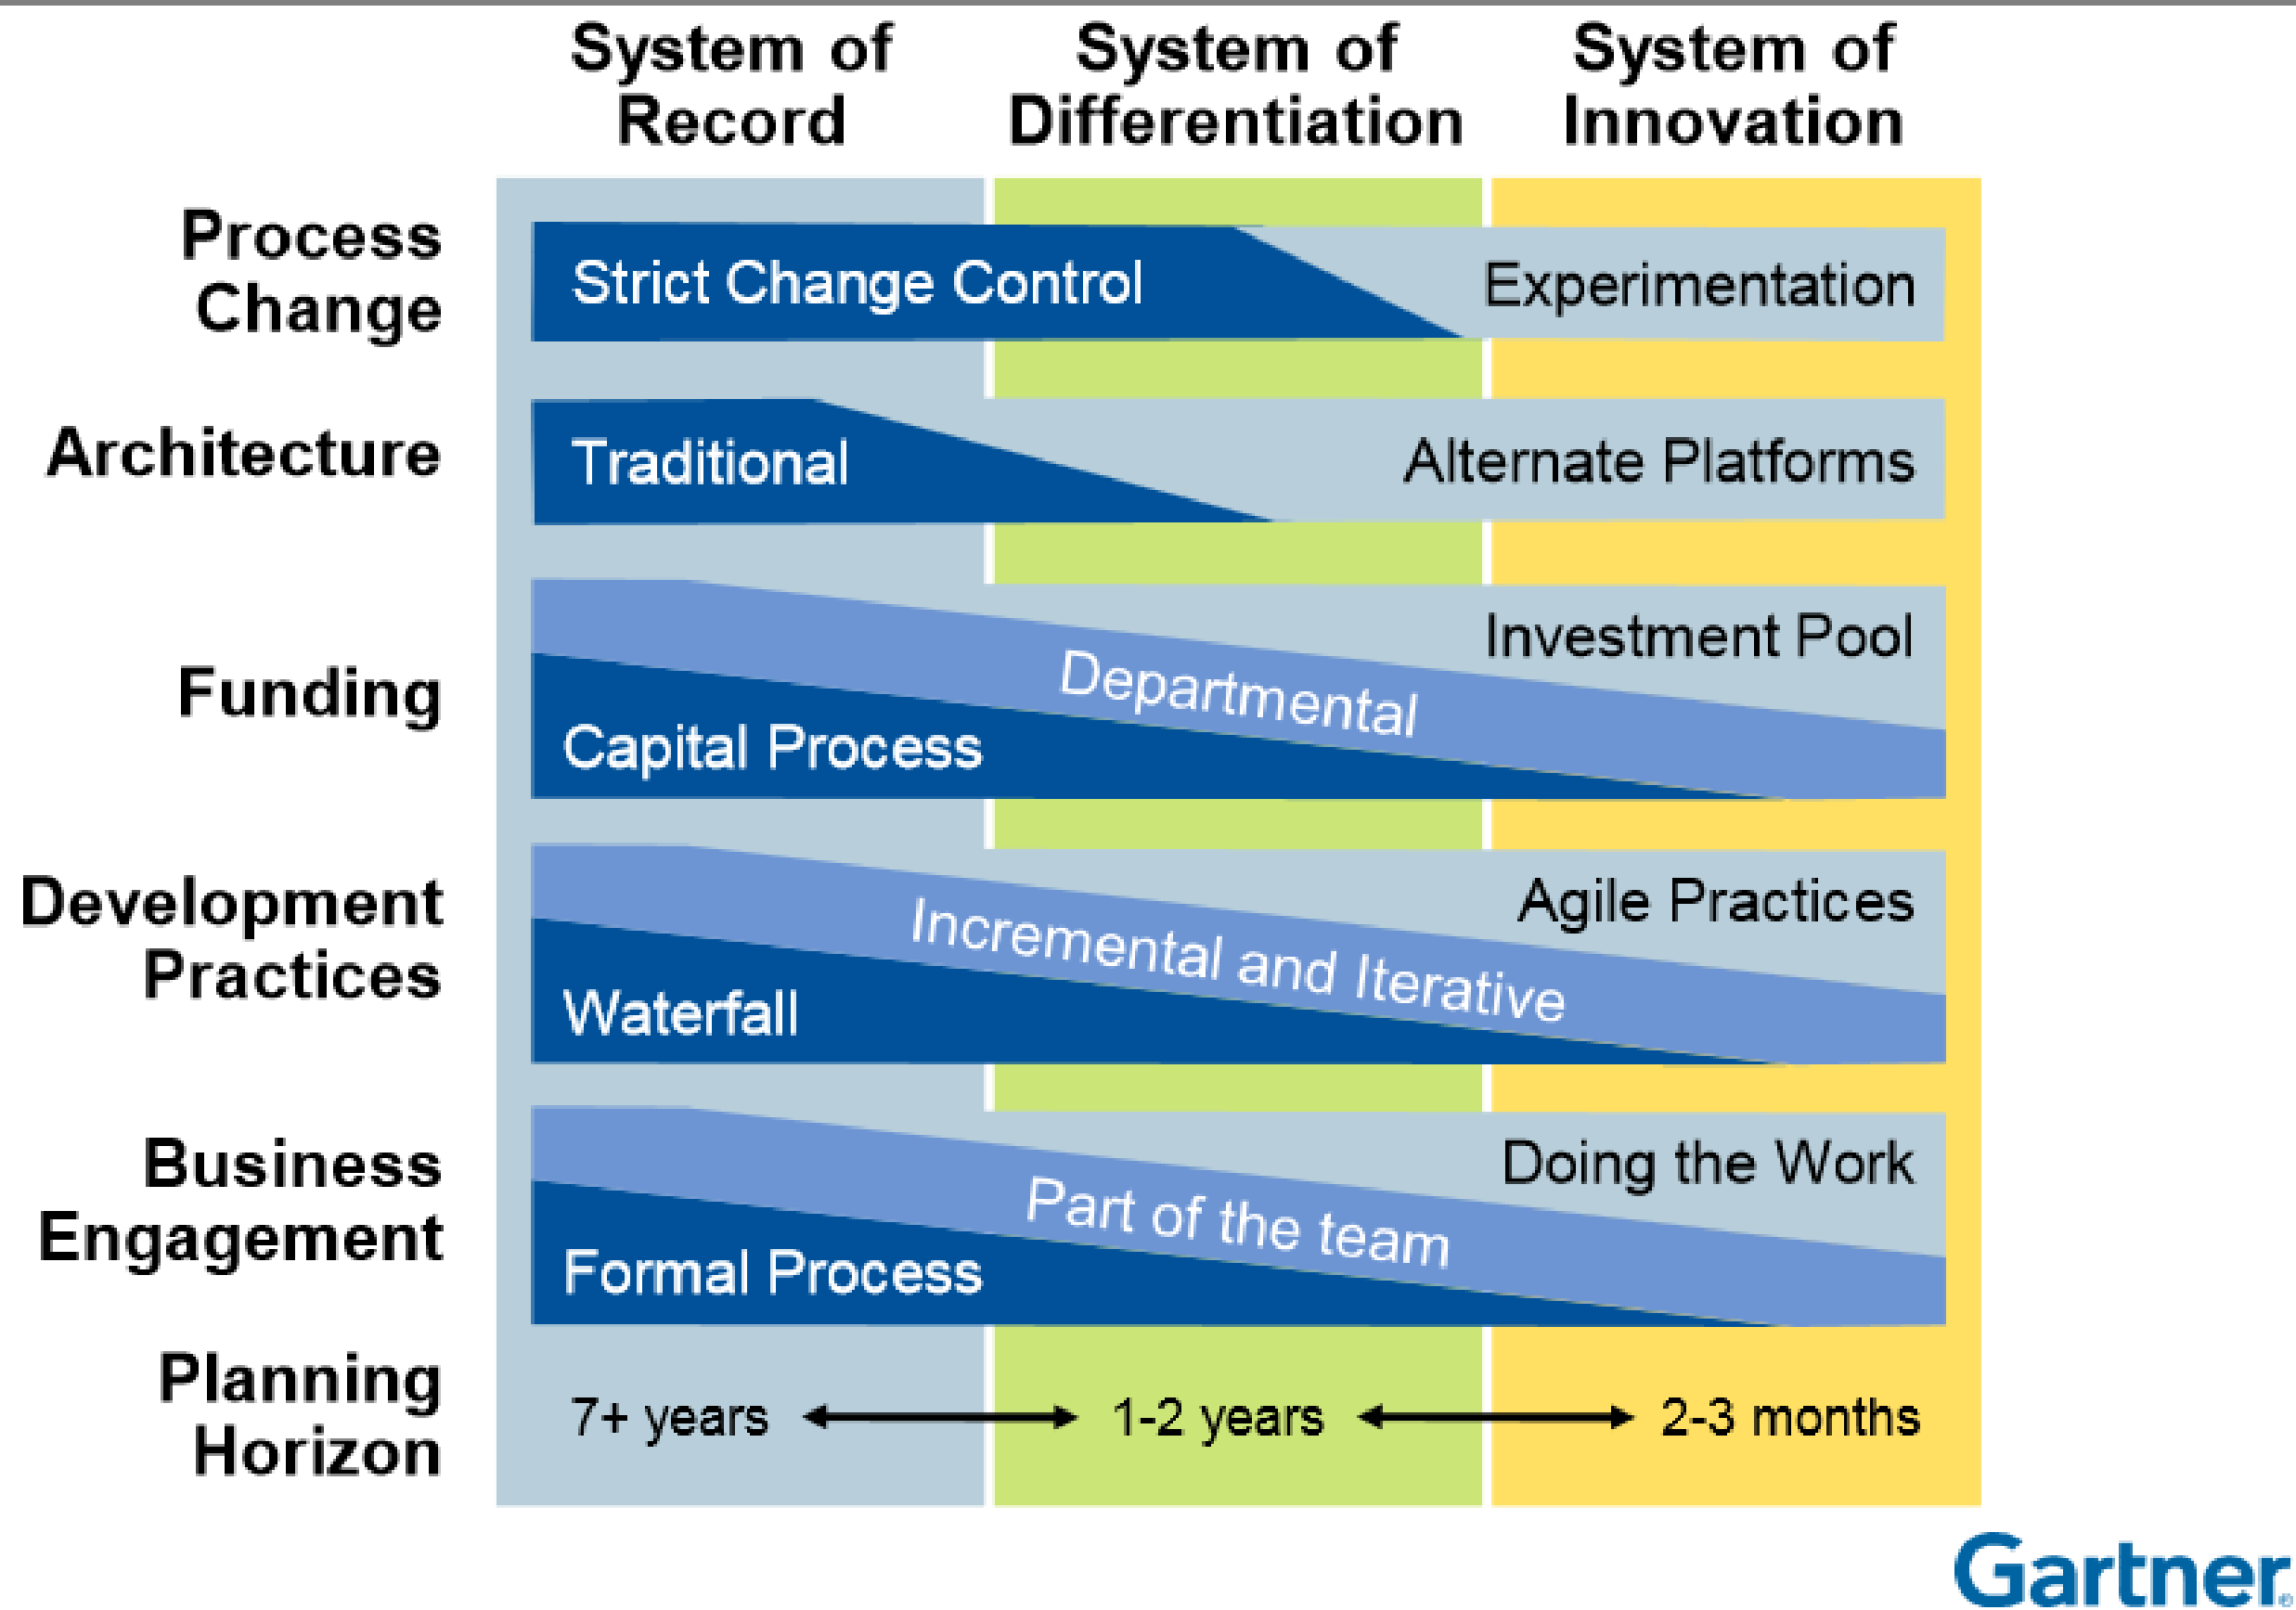 System of
Record
System of
Differentiation
System of
Innovation
Process
Change
Strict Change Control
Experimentation
Architecture
Traditional
Alternate Platforms
Funding
Investment Pool
Departmental
Capital Process
Development
Practices
Agile Practices
Incremental and Iterative
Waterfall
Business
Engagement
Doing the Work
Part of the team
Formal Process
Planning
Horizon
7+ years
1-2 years
2-3 months
Gartner